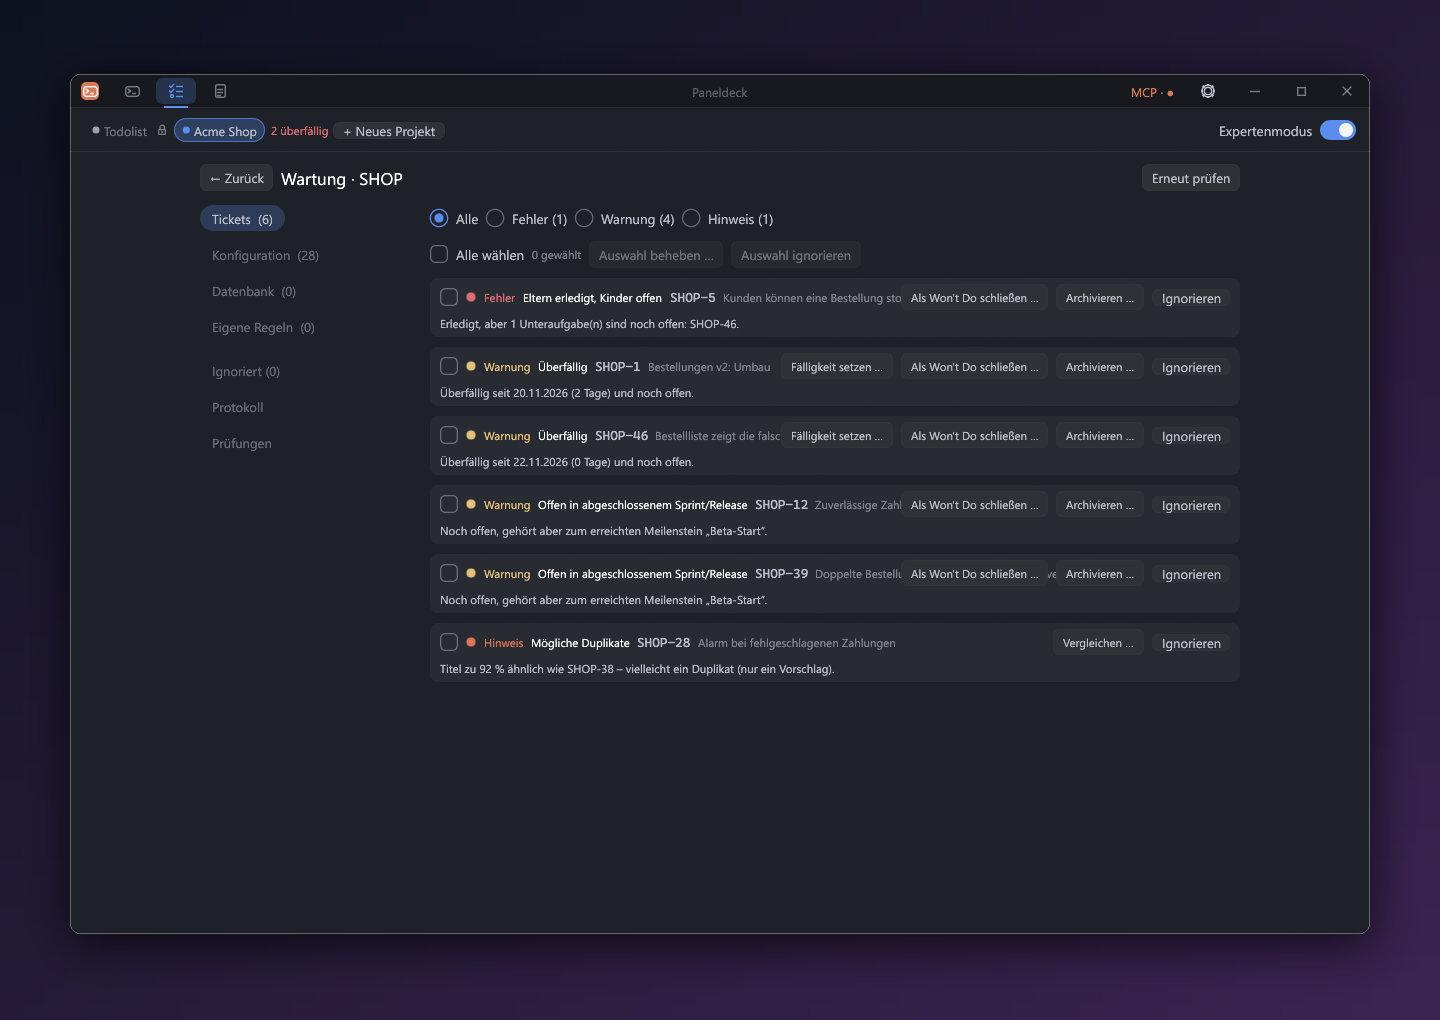 Paneldeck
MCP ·
Todolist
Acme Shop
2 überfällig
+ Neues Projekt
Expertenmodus
← Zurück
Wartung · SHOP
Erneut prüfen
Tickets (6)
Konfiguration (28)
Datenbank (0)
Eigene Regeln (0)
Ignoriert (0)
Protokoll
Prüfungen
Alle Fehler (1) Warnung (4) Hinweis (1)
Alle wählen 0 gewählt Auswahl beheben ... Auswahl ignorieren
Fehler Eltern erledigt, Kinder offen SHOP-5 Kunden können eine Bestellung sto Als Won't Do schließen ... Archivieren ... Ignorieren
Erledigt, aber 1 Unteraufgabe(n) sind noch offen: SHOP-46.
Warnung Überfällig SHOP-1 Bestellungen v2: Umbau Fälligkeit setzen ... Als Won't Do schließen ... Archivieren ... Ignorieren
Überfällig seit 20.11.2026 (2 Tage) und noch offen.
Warnung Überfällig SHOP-46 Bestellliste zeigt die falsc Fälligkeit setzen ... Als Won't Do schließen ... Archivieren ... Ignorieren
Überfällig seit 22.11.2026 (0 Tage) und noch offen.
Warnung Offen in abgeschlossenem Sprint/Release SHOP-12 Zuverlässige Zahl Als Won't Do schließen ... Archivieren ... Ignorieren
Noch offen, gehört aber zum erreichten Meilenstein „Beta-Start“.
Warnung Offen in abgeschlossenem Sprint/Release SHOP-39 Doppelte Bestellu Als Won't Do schließen ... Archivieren ... Ignorieren
Noch offen, gehört aber zum erreichten Meilenstein „Beta-Start“.
Hinweis Mögliche Duplikate SHOP-28 Alarm bei fehlgeschlagenen Zahlungen Vergleichen ... Ignorieren
Titel zu 92 % ähnlich wie SHOP-38 – vielleicht ein Duplikat (nur ein Vorschlag).